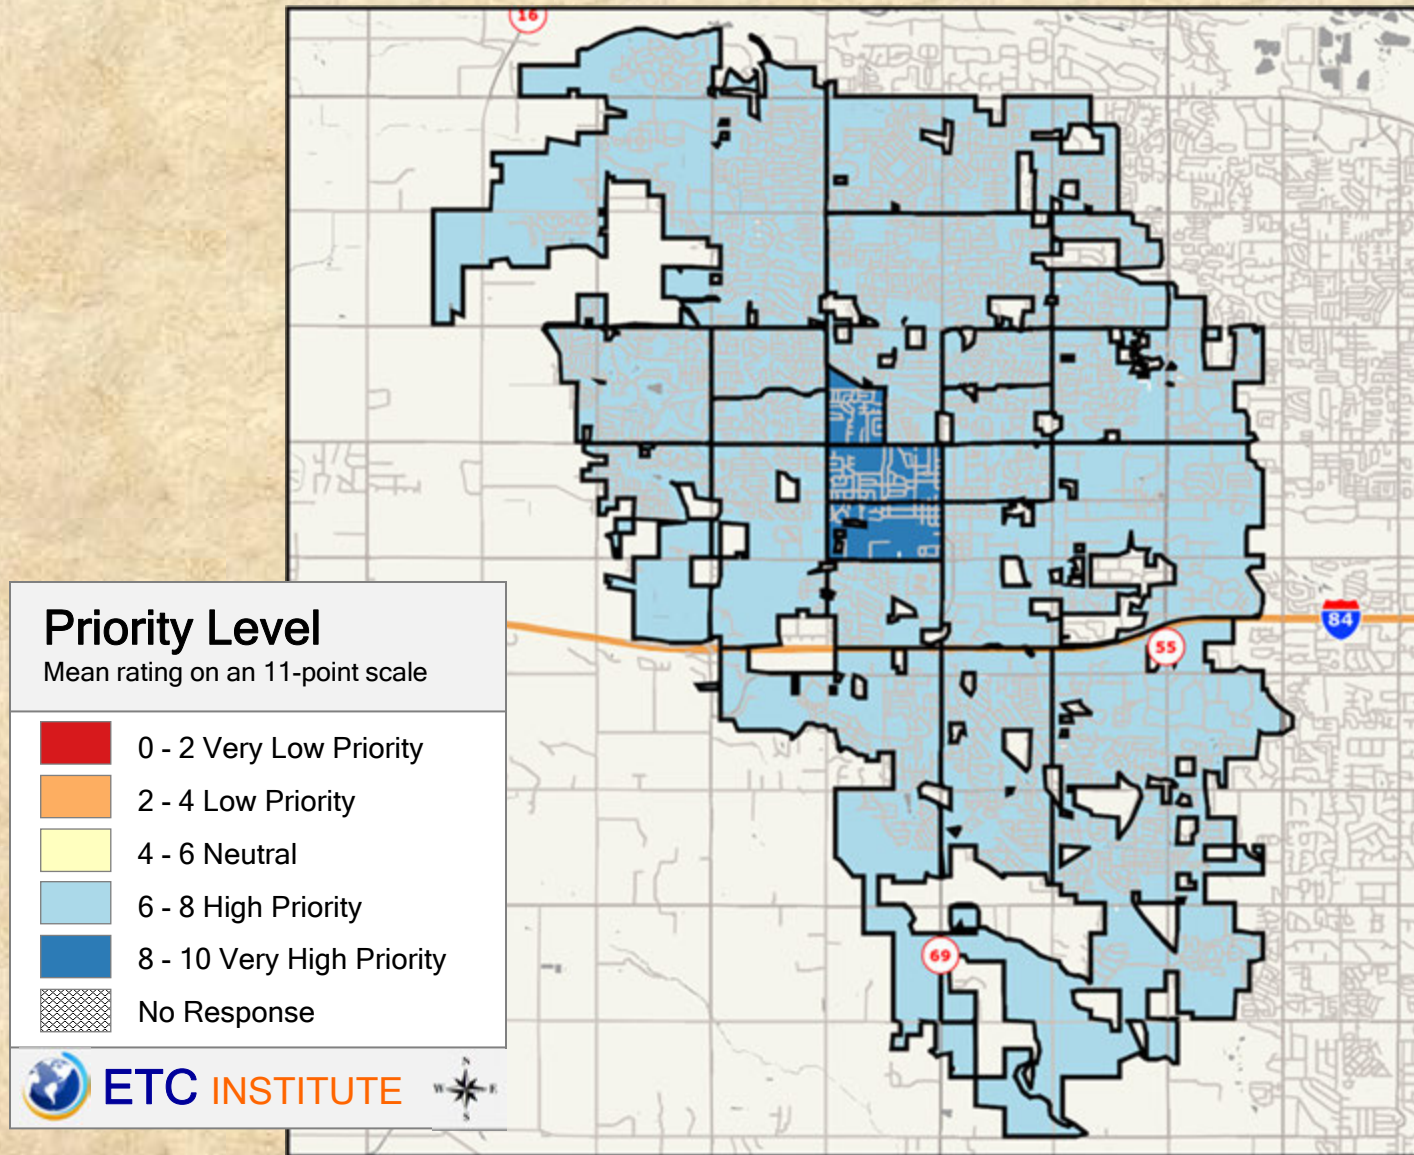 16
84
55
69
Priority Level
Mean rating on an 11-point scale
0 - 2 Very Low Priority
2 - 4 Low Priority
4 - 6 Neutral
6 - 8 High Priority
8 - 10 Very High Priority
No Response
ETC INSTITUTE
N
W E
S